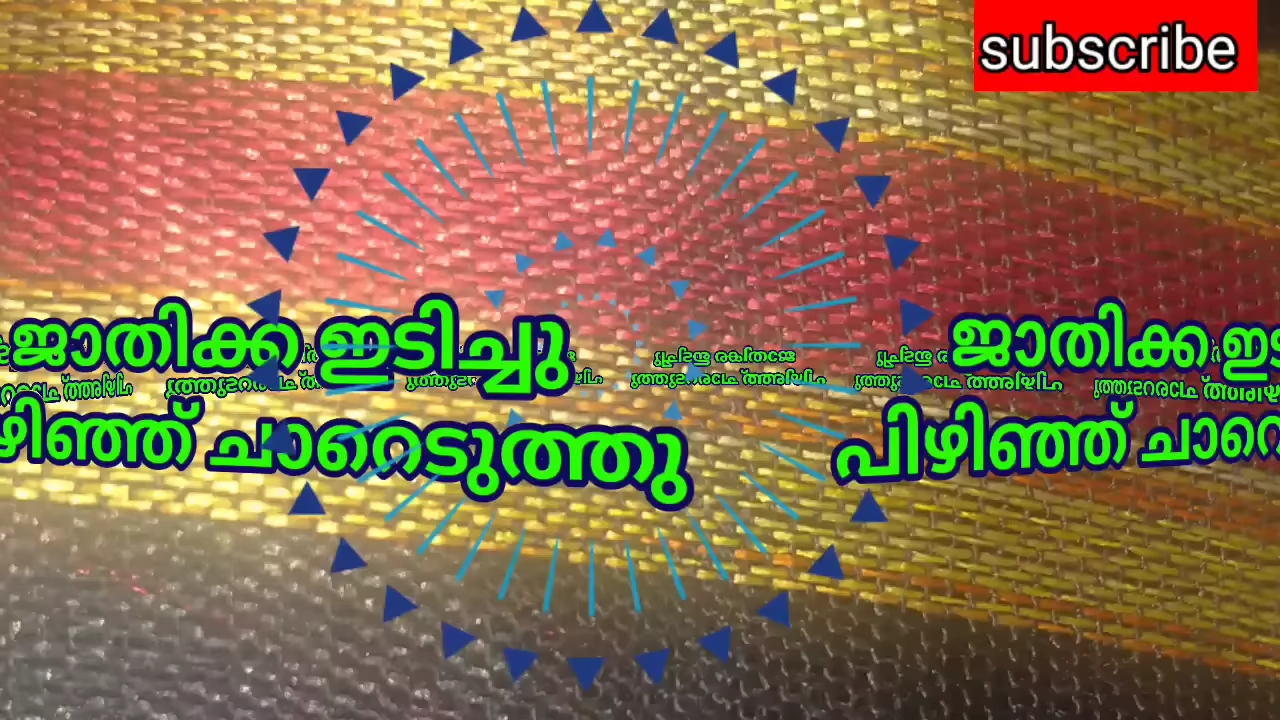 subscribe
ജാതിക്ക ഇടിച്ചു
പിഴിഞ്ഞ് ചാറെടുത്തു